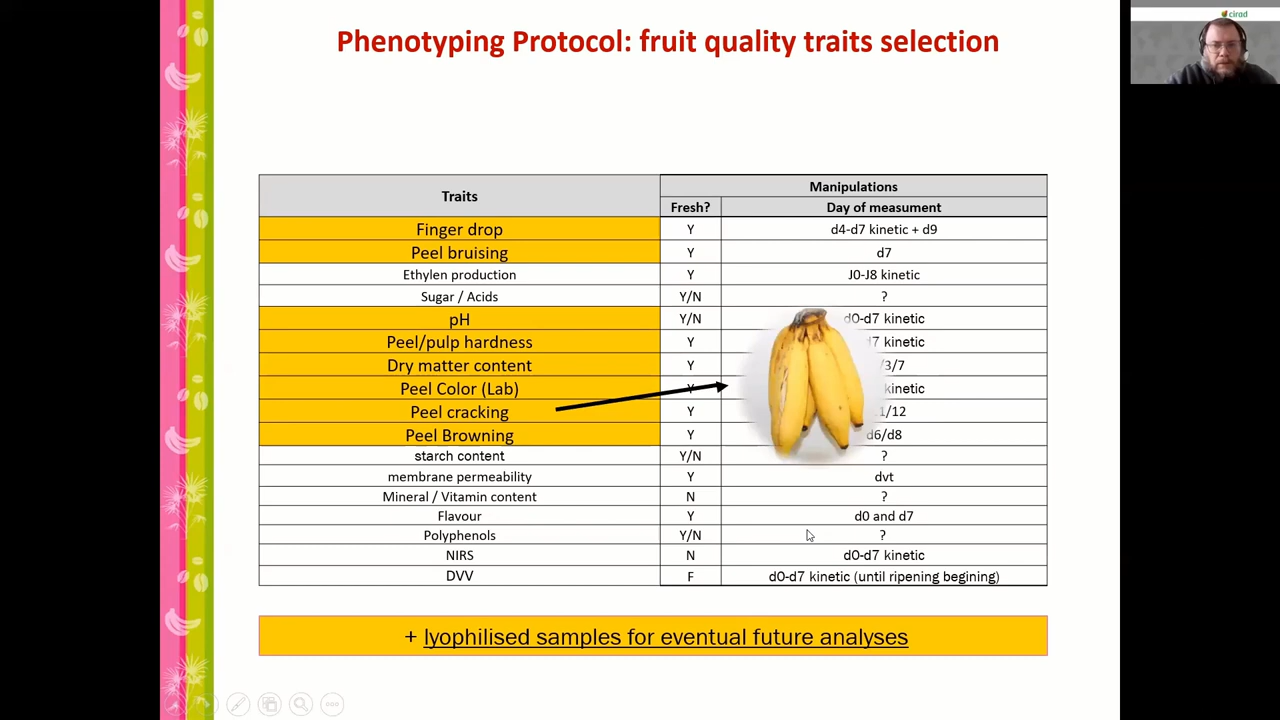 Phenotyping Protocol: fruit quality traits selection
cirad
Traits
Manipulations
Fresh? Day of measument
Finger drop Y d4-d7 kinetic + d9
Peel bruising Y d7
Ethylen production Y J0-J8 kinetic
Sugar / Acids Y/N ?
pH Y/N d0-d7 kinetic
Peel/pulp hardness Y d7 kinetic
Dry matter content Y /3/7
Peel Color (Lab) Y kinetic
Peel cracking Y 1/12
Peel Browning Y d6/d8
starch content Y/N ?
membrane permeability Y dvt
Mineral / Vitamin content N ?
Flavour Y d0 and d7
Polyphenols Y/N ?
NIRS N d0-d7 kinetic
DVV F d0-d7 kinetic (until ripening begining)
+ lyophilised samples for eventual future analyses